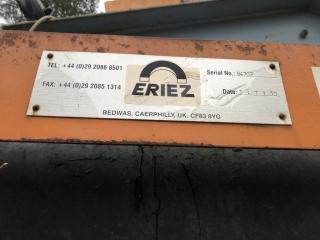 TEL: +44 (0)29 2086 8501
FAX: +44 (0)29 2085 1314
ERIEZ
Serial No.:
Date:
BEDWAS, CAERPHILLY, UK. CF83 8YG